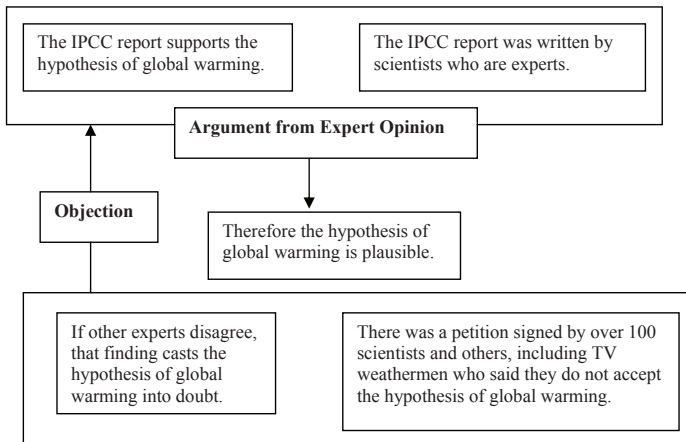 The IPCC report supports the
hypothesis of global warming.
The IPCC report was written by
scientists who are experts.
Argument from Expert Opinion
Objection
Therefore the hypothesis of
global warming is plausible.
If other experts disagree,
that finding casts the
hypothesis of global
warming into doubt.
There was a petition signed by over 100
scientists and others, including TV
weathermen who said they do not accept
the hypothesis of global warming.